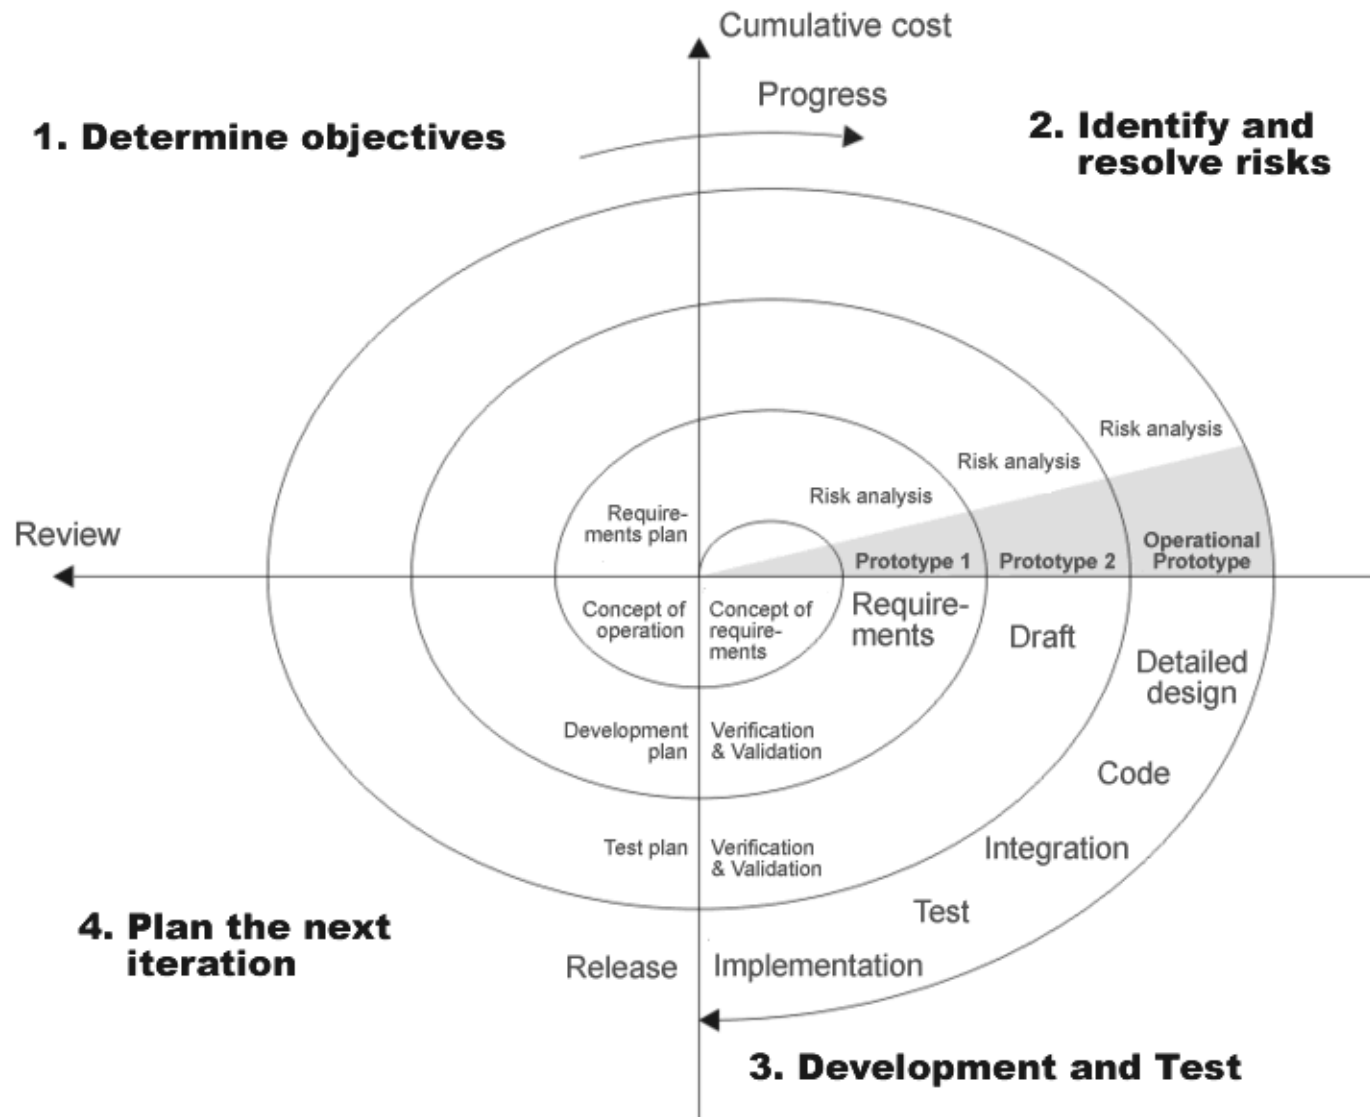 Cumulative cost
Progress
1. Determine objectives
2. Identify and
resolve risks
Risk analysis
Risk analysis
Risk analysis
Require-
ments plan
Review
Operational
Prototype
Prototype 1
Prototype 2
Concept of
operation
Concept of
require-
ments
Require-
ments
Draft
Detailed
design
Development
plan
Verification
& Validation
Code
Test plan
Verification
& Validation
Integration
Test
4. Plan the next
iteration
Release
Implementation
3. Development and Test